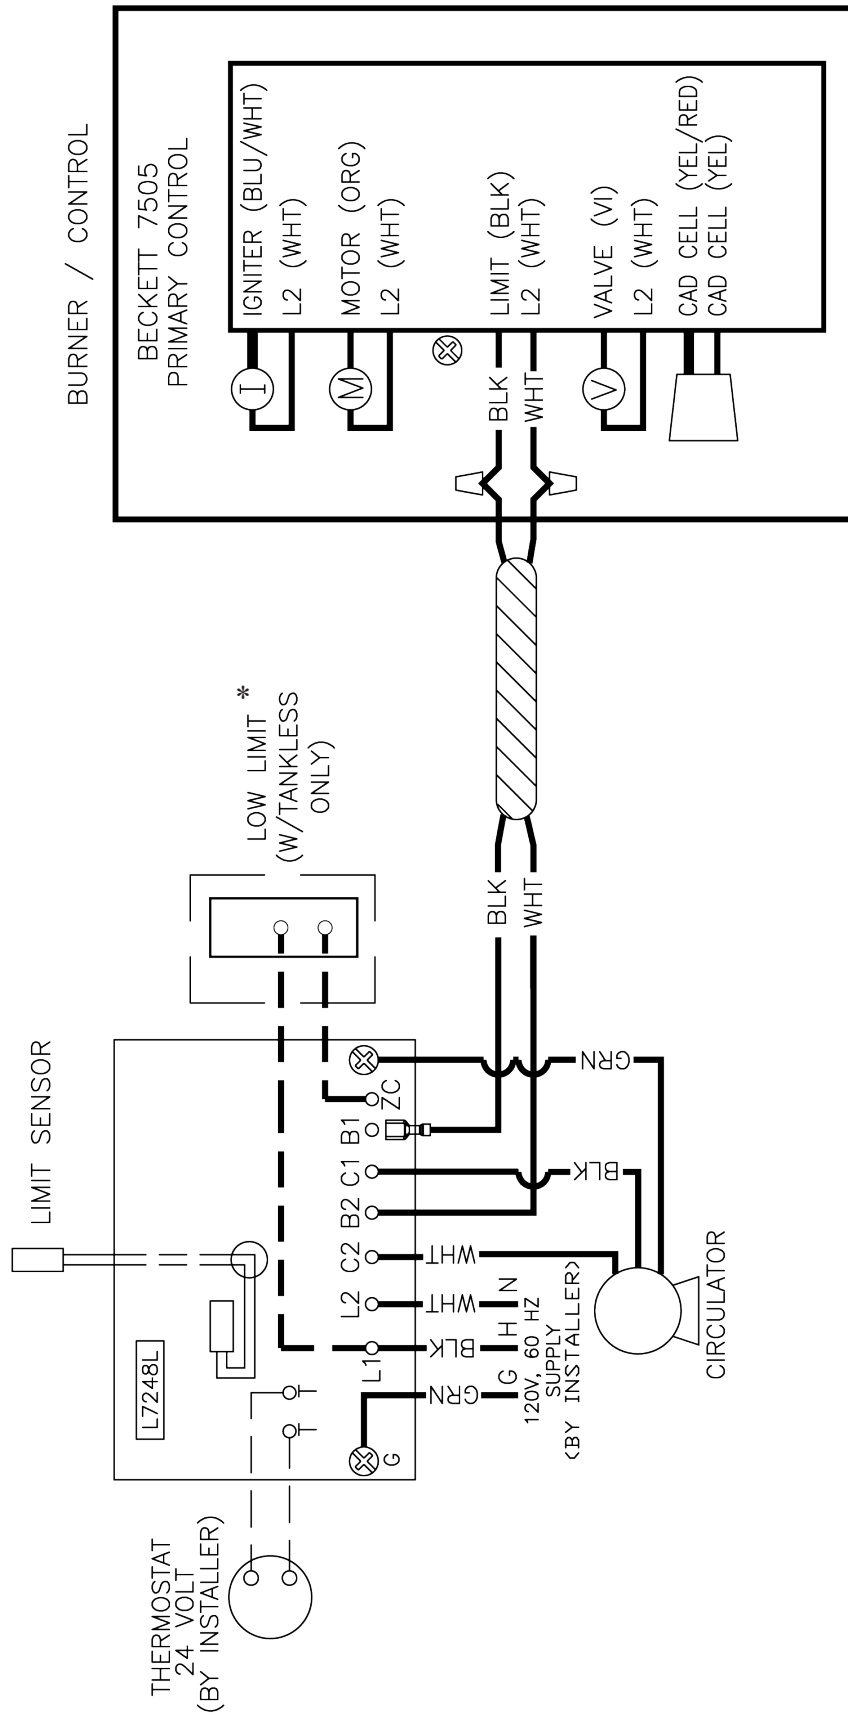 BURNER / CONTROL
BECKETT 7505
PRIMARY CONTROL
IGNITER (BLU/WHT)
L2 (WHT)
MOTOR (ORG)
L2 (WHT)
LIMIT (BLK)
L2 (WHT)
VALVE (VI)
L2 (WHT)
CAD CELL (YEL/RED)
CAD CELL (YEL)
I
M
V
BLK
WHT
LOW LIMIT *
(W/TANKLESS
ONLY)
BLK
WHT
LIMIT SENSOR
L7248L
THERMOSTAT
24 VOLT
(BY INSTALLER)
T
T
G
L1
L2
C2
B2
C1
B1
ZC
GRN
BLK
WHT
WHT
BLK
GRN
G
H
N
120V, 60 HZ
SUPPLY
(BY INSTALLER)
CIRCULATOR